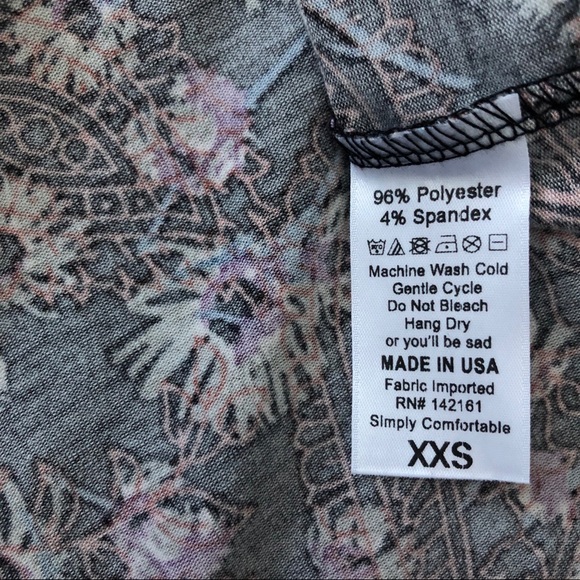 96% Polyester
4% Spandex
Machine Wash Cold
Gentle Cycle
Do Not Bleach
Hang Dry
or you'll be sad
MADE IN USA
Fabric Imported
RN# 142161
Simply Comfortable
XXS